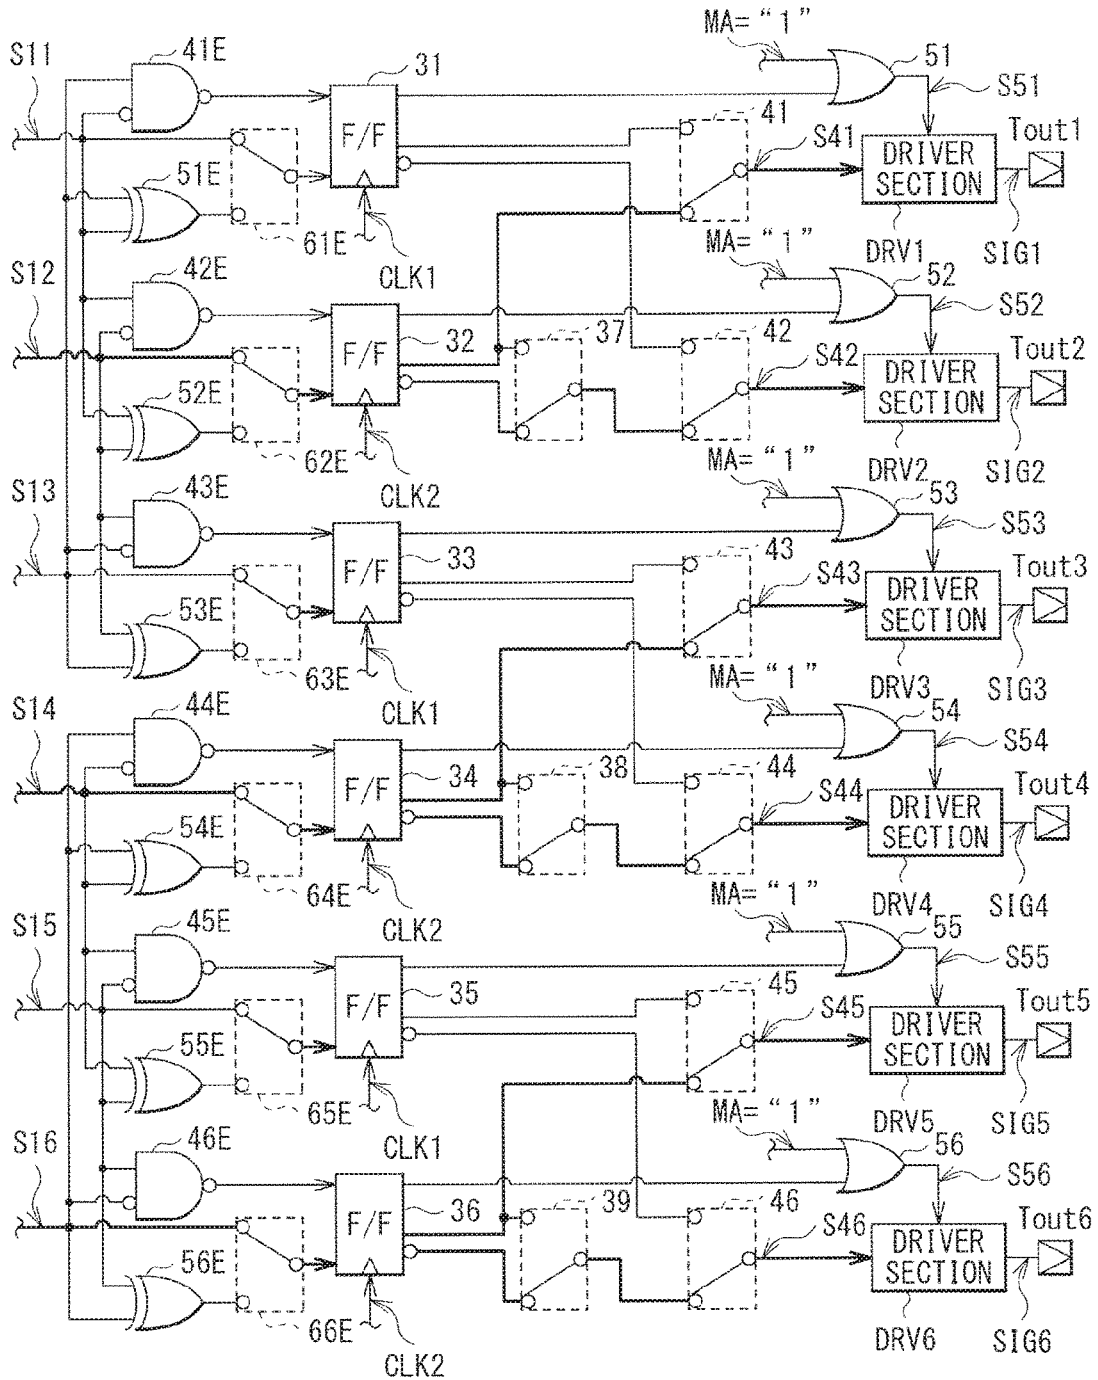 MA="1"
S11
41E
31
51
S51
41
S41
Tout1
F/F
DRIVER
SECTION
51E
61E
CLK1
MA="1"
DRV1
SIG1
S12
42E
52
S52
32
37
42
S42
Tout2
F/F
DRIVER
SECTION
52E
62E
CLK2
MA="1"
DRV2
SIG2
S13
43E
53
S53
33
43
S43
Tout3
F/F
DRIVER
SECTION
53E
63E
CLK1
MA="1"
DRV3
SIG3
S14
44E
54
S54
34
38
44
S44
Tout4
F/F
DRIVER
SECTION
54E
64E
CLK2
MA="1"
DRV4
SIG4
S15
45E
55
S55
35
45
S45
Tout5
F/F
DRIVER
SECTION
55E
65E
CLK1
MA="1"
DRV5
SIG5
S16
46E
56
S56
36
39
46
S46
Tout6
F/F
DRIVER
SECTION
56E
66E
CLK2
DRV6
SIG6